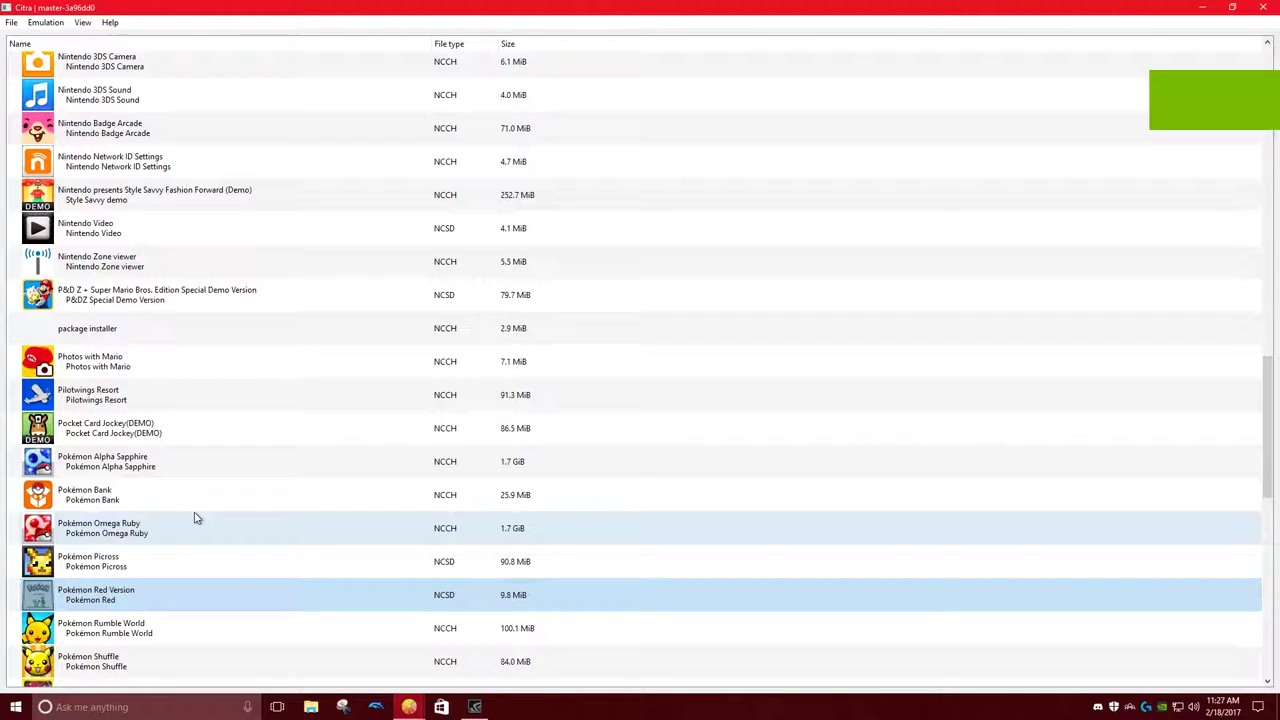 Citra | master-3a96dd0
File Emulation View Help
Name File type Size
Nintendo 3DS Camera
Nintendo 3DS Camera
NCCH 6.1 MiB
Nintendo 3DS Sound
Nintendo 3DS Sound
NCCH 4.0 MiB
Nintendo Badge Arcade
Nintendo Badge Arcade
NCCH 71.0 MiB
Nintendo Network ID Settings
Nintendo Network ID Settings
NCCH 4.7 MiB
Nintendo presents Style Savvy Fashion Forward (Demo)
Style Savvy demo
NCCH 252.7 MiB
DEMO
Nintendo Video
Nintendo Video
NCSD 4.1 MiB
Nintendo Zone viewer
Nintendo Zone viewer
NCCH 5.5 MiB
P&D Z + Super Mario Bros. Edition Special Demo Version
P&DZ Special Demo Version
NCSD 79.7 MiB
package installer NCCH 2.9 MiB
Photos with Mario
Photos with Mario
NCCH 7.1 MiB
Pilotwings Resort
Pilotwings Resort
NCCH 91.3 MiB
Pocket Card Jockey(DEMO)
Pocket Card Jockey(DEMO)
NCCH 86.5 MiB
DEMO
Pokémon Alpha Sapphire
Pokémon Alpha Sapphire
NCCH 1.7 GiB
Pokémon Bank
Pokémon Bank
NCCH 25.9 MiB
Pokémon Omega Ruby
Pokémon Omega Ruby
NCCH 1.7 GiB
Pokémon Picross
Pokémon Picross
NCSD 90.8 MiB
Pokémon Red Version
Pokémon Red
NCSD 9.8 MiB
Pokémon Rumble World
Pokémon Rumble World
NCCH 100.1 MiB
Pokémon Shuffle
Pokémon Shuffle
NCCH 84.0 MiB
Ask me anything
11:27 AM
2/18/2017